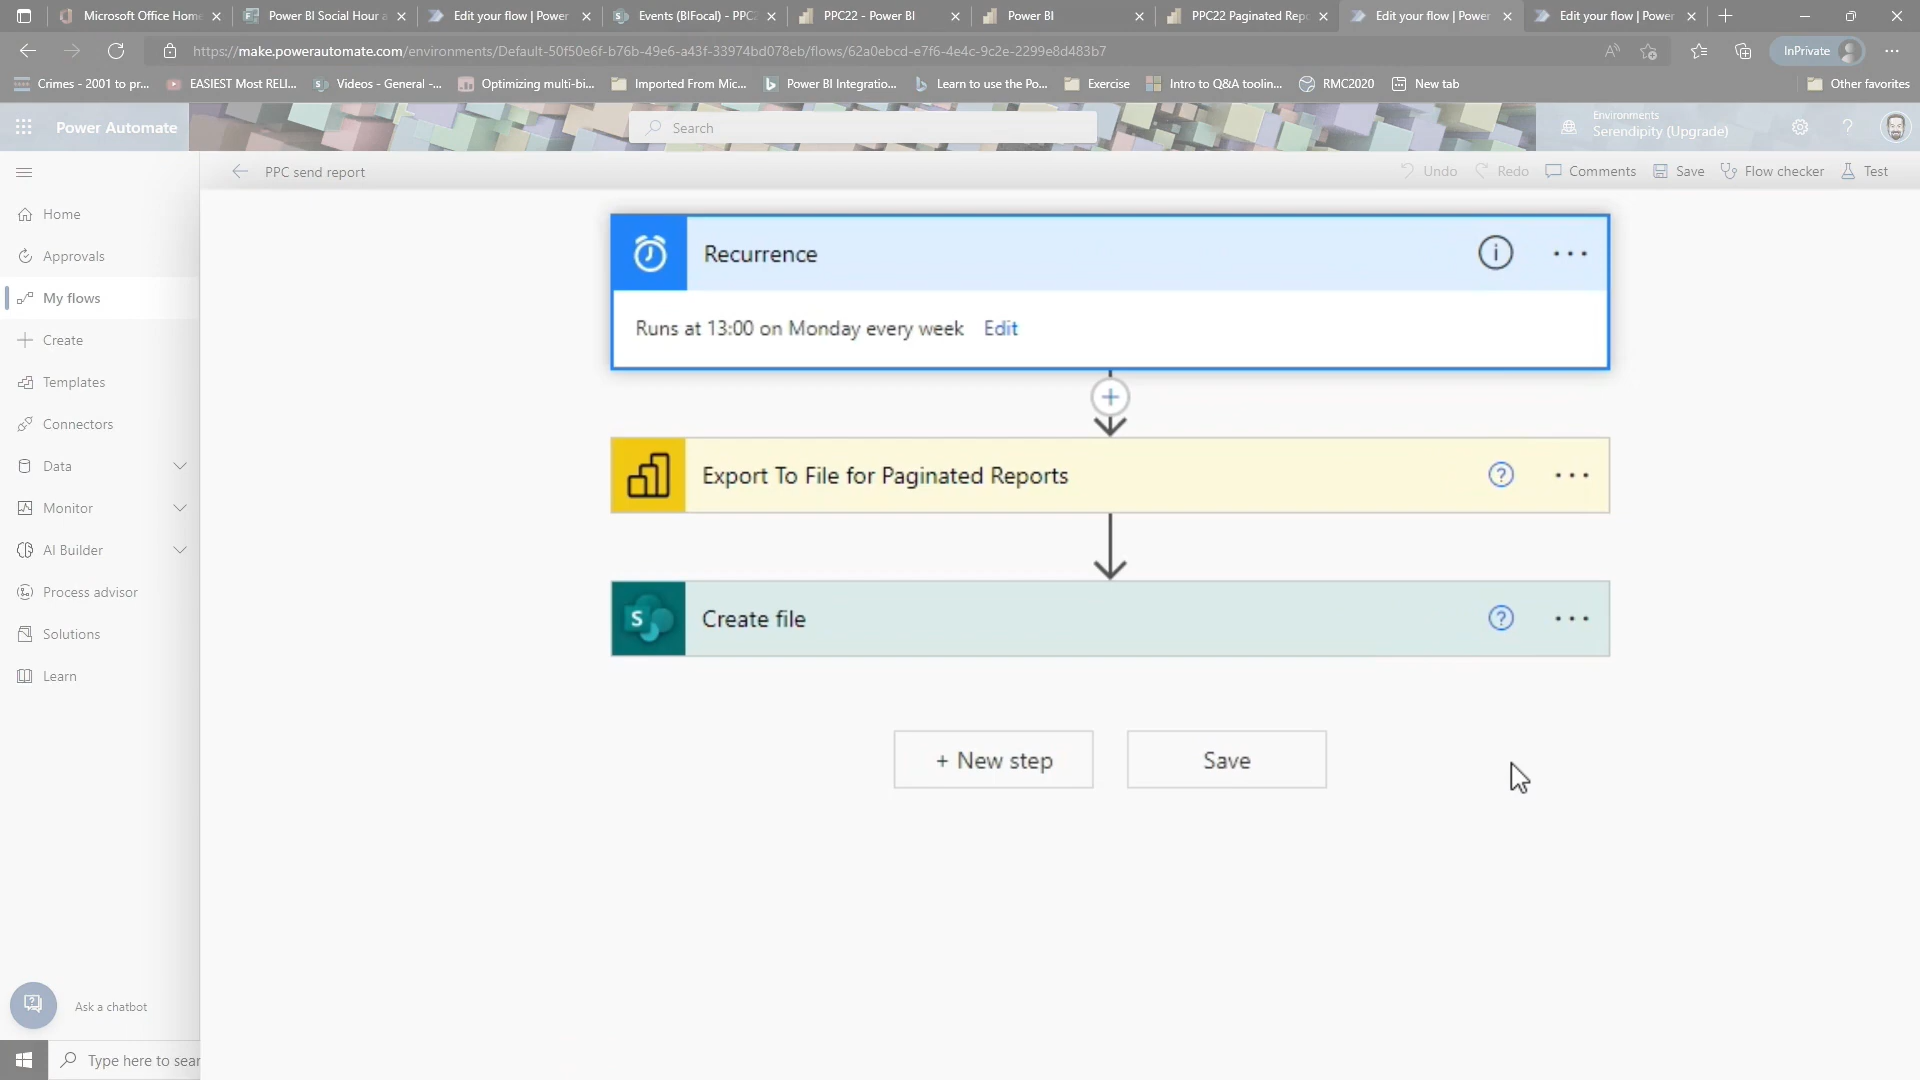 Microsoft Office Home
Power BI Social Hour a
Edit your flow | Power
Events (BIFocal) - PPC2
PPC22 - Power BI
Power BI
PPC22 Paginated Repo
Edit your flow | Power
Edit your flow | Power
https://make.powerautomate.com/environments/Default-50f50e6f-b76b-49e6-a43f-33974bd078eb/flows/62a0ebcd-e7f6-4e4c-9c2e-2299e8d483b7
InPrivate
Crimes - 2001 to pr...
EASIEST Most RELI...
Videos - General -...
Optimizing multi-bi...
Imported From Mic...
Power BI Integratio...
Learn to use the Po...
Exercise
Intro to Q&A toolin...
RMC2020
New tab
Other favorites
Power Automate
Search
Environments
Serendipity (Upgrade)
PPC send report
Undo
Redo
Comments
Save
Flow checker
Test
Home
Approvals
My flows
Create
Templates
Connectors
Data
Monitor
AI Builder
Process advisor
Solutions
Learn
Recurrence
Runs at 13:00 on Monday every week Edit
Export To File for Paginated Reports
Create file
+ New step
Save
Ask a chatbot
Type here to sear